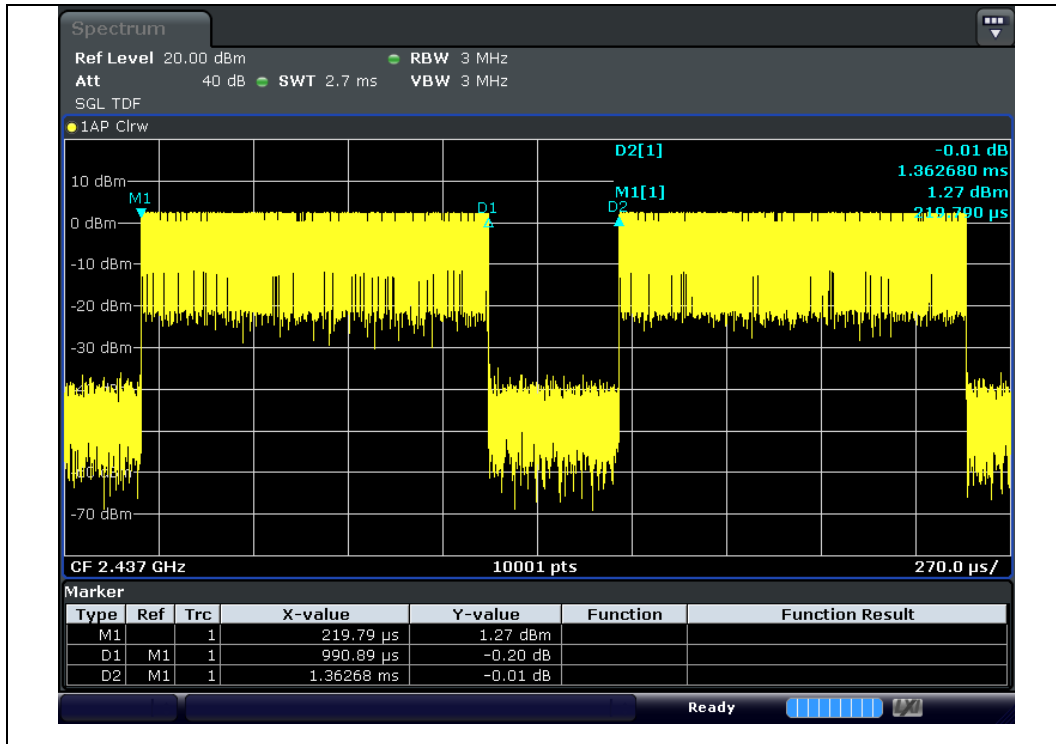 Spectrum
Ref Level 20.00 dBm RBW 3 MHz
Att 40 dB SWT 2.7 ms VBW 3 MHz
SGL TDF
1AP Clrw
D2[1] -0.01 dB
1.362680 ms
M1[1] 1.27 dBm
219.790 µs
10 dBm
M1
D1
D2
0 dBm
-10 dBm
-20 dBm
-30 dBm
-70 dBm
CF 2.437 GHz 10001 pts 270.0 µs/
Marker
Type Ref Trc X-value Y-value Function Function Result
M1 1 219.79 µs 1.27 dBm
D1 M1 1 990.89 µs -0.20 dB
D2 M1 1 1.36268 ms -0.01 dB
Ready LXI